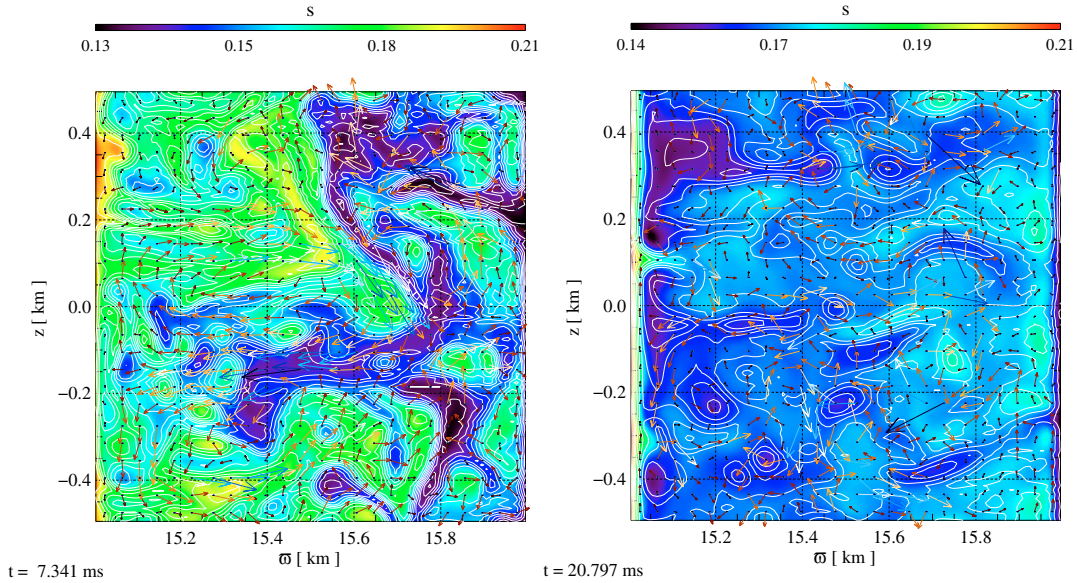 s
0.13 0.15 0.18 0.21
0.4
0.2
0.0
−0.2
−0.4
z [ km ]
15.2 15.4 15.6 15.8
ϖ [ km ]
t = 7.341 ms
s
0.14 0.17 0.19 0.21
0.4
0.2
0.0
−0.2
−0.4
z [ km ]
15.2 15.4 15.6 15.8
ϖ [ km ]
t = 20.797 ms